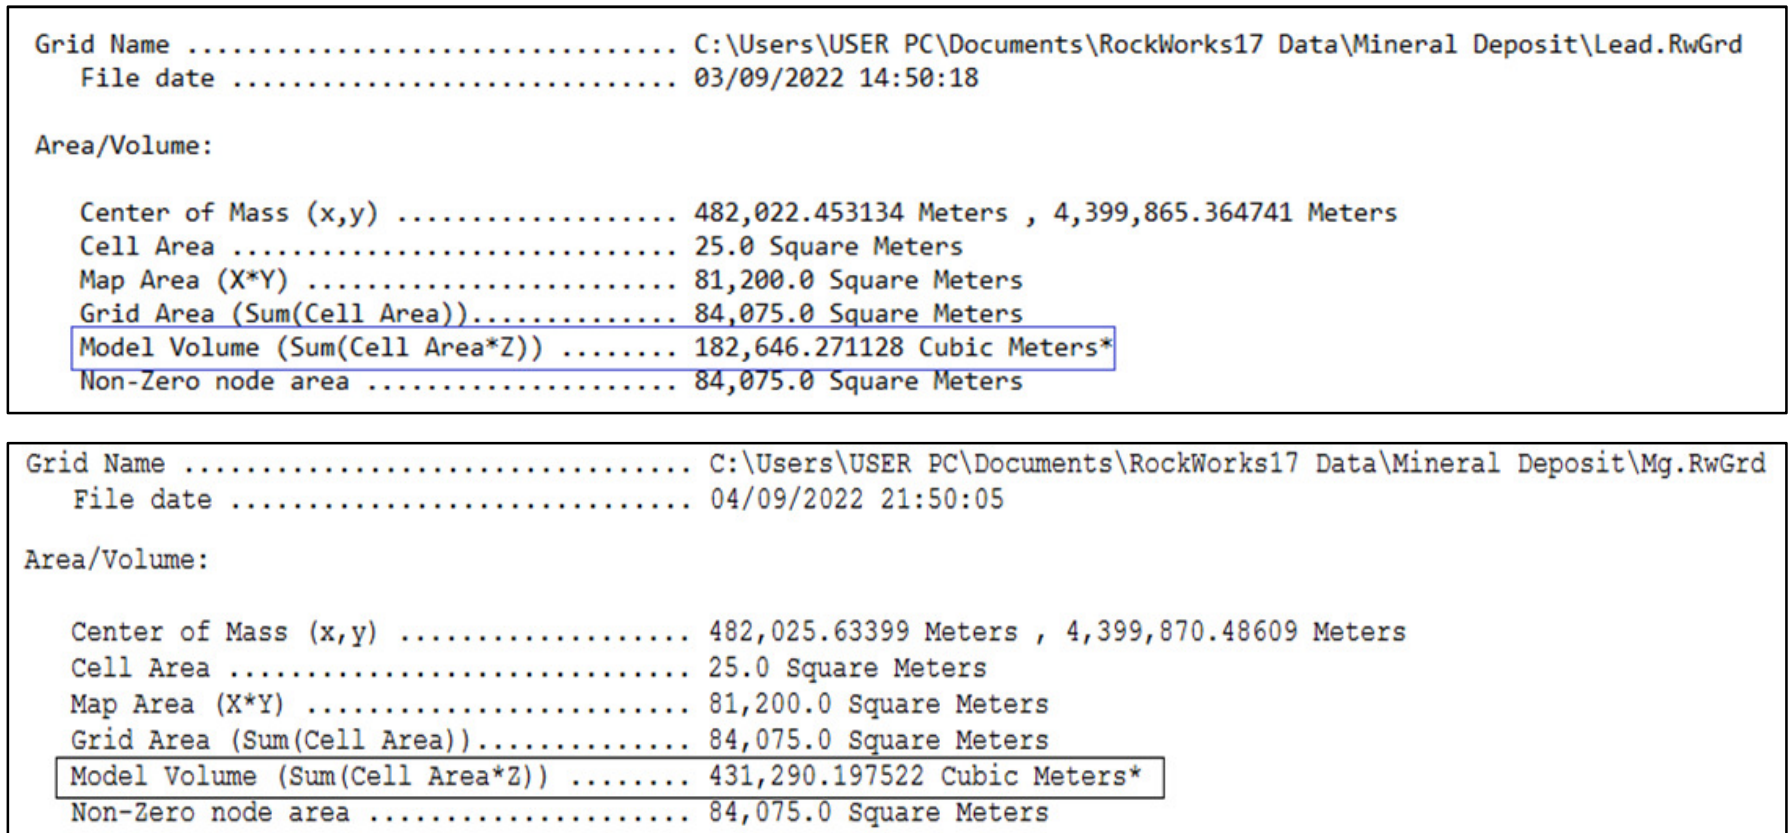 Grid Name ................................. C:\Users\USER PC\Documents\RockWorks17 Data\Mineral Deposit\Lead.RwGrd
File date .............................. 03/09/2022 14:50:18
Area/Volume:
Center of Mass (x,y) ................... 482,022.453134 Meters , 4,399,865.364741 Meters
Cell Area .............................. 25.0 Square Meters
Map Area (X*Y) ......................... 81,200.0 Square Meters
Grid Area (Sum(Cell Area)).............. 84,075.0 Square Meters
Model Volume (Sum(Cell Area*Z)) ........ 182,646.271128 Cubic Meters*
Non-Zero node area ..................... 84,075.0 Square Meters
Grid Name ................................. C:\Users\USER PC\Documents\RockWorks17 Data\Mineral Deposit\Mg.RwGrd
File date .............................. 04/09/2022 21:50:05
Area/Volume:
Center of Mass (x,y) ................... 482,025.63399 Meters , 4,399,870.48609 Meters
Cell Area .............................. 25.0 Square Meters
Map Area (X*Y) ......................... 81,200.0 Square Meters
Grid Area (Sum(Cell Area)).............. 84,075.0 Square Meters
Model Volume (Sum(Cell Area*Z)) ........ 431,290.197522 Cubic Meters*
Non-Zero node area ..................... 84,075.0 Square Meters